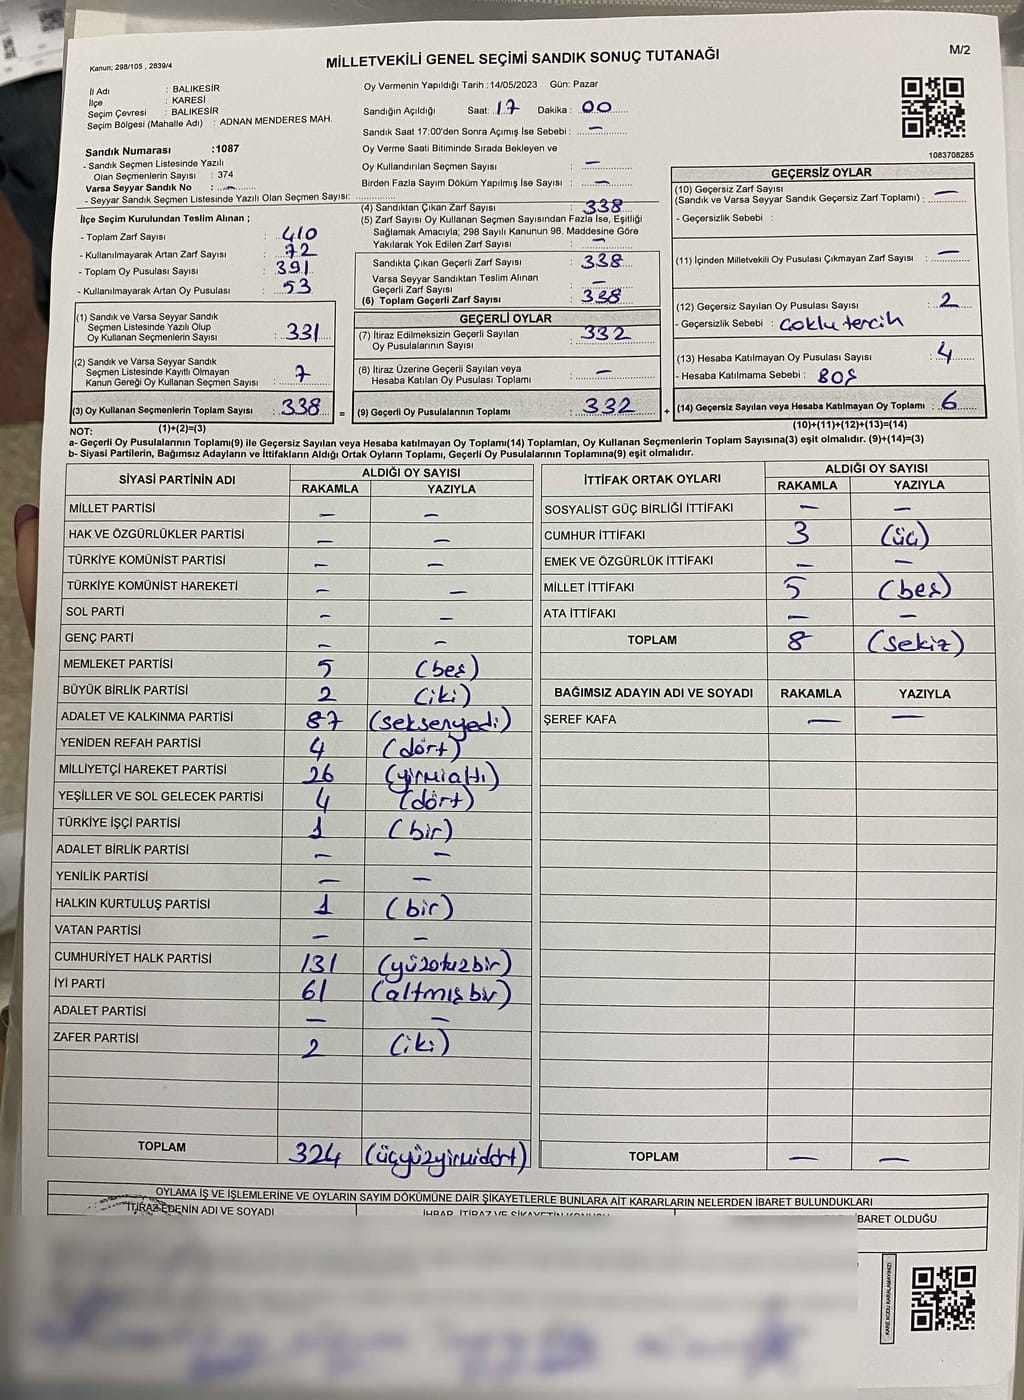 Kanun; 298/105 , 2839/4
MİLLETVEKİLİ GENEL SEÇİMİ SANDIK SONUÇ TUTANAĞI
M/2
İl Adı : BALIKESİR
İlçe : KARESİ
Seçim Çevresi : BALIKESİR
Seçim Bölgesi (Mahalle Adı) : ADNAN MENDERES MAH.
Oy Vermenin Yapıldığı Tarih :14/05/2023 Gün: Pazar
Sandığın Açıldığı Saat: 17 Dakika : 00
Sandık Saat 17:00'den Sonra Açımış İse Sebebi : —
Oy Verme Saati Bitiminde Sırada Bekleyen ve
Oy Kullandırılan Seçmen Sayısı : —
Birden Fazla Sayım Döküm Yapılmış İse Sayısı : —
1083708285
Sandık Numarası :1087
- Sandık Seçmen Listesinde Yazılı
Olan Seçmenlerin Sayısı : 374
Varsa Seyyar Sandık No : —
- Seyyar Sandık Seçmen Listesinde Yazılı Olan Seçmen Sayısı:
İlçe Seçim Kurulundan Teslim Alınan ;
- Toplam Zarf Sayısı : 410
- Kullanılmayarak Artan Zarf Sayısı : 72
- Toplam Oy Pusulası Sayısı : 391
- Kullanılmayarak Artan Oy Pusulası : 53
(4) Sandıktan Çıkan Zarf Sayısı : 338
(5) Zarf Sayısı Oy Kullanan Seçmen Sayısından Fazla İse, Eşitliği
Sağlamak Amacıyla; 298 Sayılı Kanunun 98. Maddesine Göre
Yakılarak Yok Edilen Zarf Sayısı : —
Sandıkta Çıkan Geçerli Zarf Sayısı : 338
Varsa Seyyar Sandıktan Teslim Alınan
Geçerli Zarf Sayısı : —
(6) Toplam Geçerli Zarf Sayısı : 338
GEÇERSİZ OYLAR
(10) Geçersiz Zarf Sayısı
(Sandık ve Varsa Seyyar Sandık Geçersiz Zarf Toplamı) : —
- Geçersizlik Sebebi :
(11) İçinden Milletvekili Oy Pusulası Çıkmayan Zarf Sayısı : —
(12) Geçersiz Sayılan Oy Pusulası Sayısı : 2
- Geçersizlik Sebebi : çoklu tercih
(13) Hesaba Katılmayan Oy Pusulası Sayısı : 4
- Hesaba Katılmama Sebebi : BOŞ
(14) Geçersiz Sayılan veya Hesaba Katılmayan Oy Toplamı : 6
(10)+(11)+(12)+(13)=(14)
(1) Sandık ve Varsa Seyyar Sandık
Seçmen Listesinde Yazılı Olup
Oy Kullanan Seçmenlerin Sayısı : 331
(2) Sandık ve Varsa Seyyar Sandık
Seçmen Listesinde Kayıtlı Olmayan
Kanun Gereği Oy Kullanan Seçmen Sayısı : 7
(3) Oy Kullanan Seçmenlerin Toplam Sayısı : 338 =
(1)+(2)=(3)
GEÇERLİ OYLAR
(7) İtiraz Edilmeksizin Geçerli Sayılan
Oy Pusulalarının Sayısı : 332
(8) İtiraz Üzerine Geçerli Sayılan veya
Hesaba Katılan Oy Pusulası Toplamı : —
(9) Geçerli Oy Pusulalarının Toplamı : 332 +
NOT:
a- Geçerli Oy Pusulalarının Toplamı(9) ile Geçersiz Sayılan veya Hesaba katılmayan Oy Toplamı(14) Toplamları, Oy Kullanan Seçmenlerin Toplam Sayısına(3) eşit olmalıdır. (9)+(14)=(3)
b- Siyasi Partilerin, Bağımsız Adayların ve İttifakların Aldığı Ortak Oyların Toplamı, Geçerli Oy Pusulalarının Toplamına(9) eşit olmalıdır.
SİYASİ PARTİNİN ADI ALDIĞI OY SAYISI
RAKAMLA YAZIYLA
MİLLET PARTİSİ — —
HAK VE ÖZGÜRLÜKLER PARTİSİ — —
TÜRKİYE KOMÜNİST PARTİSİ — —
TÜRKİYE KOMÜNİST HAREKETİ — —
SOL PARTİ — —
GENÇ PARTİ — —
MEMLEKET PARTİSİ 5 (beş)
BÜYÜK BİRLİK PARTİSİ 2 (iki)
ADALET VE KALKINMA PARTİSİ 87 (seksenyedi)
YENİDEN REFAH PARTİSİ 4 (dört)
MİLLİYETÇİ HAREKET PARTİSİ 26 (yirmialtı)
YEŞİLLER VE SOL GELECEK PARTİSİ 4 (dört)
TÜRKİYE İŞÇİ PARTİSİ 1 (bir)
ADALET BİRLİK PARTİSİ — —
YENİLİK PARTİSİ — —
HALKIN KURTULUŞ PARTİSİ 1 (bir)
VATAN PARTİSİ — —
CUMHURİYET HALK PARTİSİ 131 (yüzotuzbir)
İYİ PARTİ 61 (altmışbir)
ADALET PARTİSİ — —
ZAFER PARTİSİ 2 (iki)
TOPLAM 324 (üçyüzyirmidört)
İTTİFAK ORTAK OYLARI ALDIĞI OY SAYISI
RAKAMLA YAZIYLA
SOSYALİST GÜÇ BİRLİĞİ İTTİFAKI — —
CUMHUR İTTİFAKI 3 (üç)
EMEK VE ÖZGÜRLÜK İTTİFAKI — —
MİLLET İTTİFAKI 5 (beş)
ATA İTTİFAKI — —
TOPLAM 8 (sekiz)
BAĞIMSIZ ADAYIN ADI VE SOYADI RAKAMLA YAZIYLA
ŞEREF KAFA — —
TOPLAM — —
OYLAMA İŞ VE İŞLEMLERİNE VE OYLARIN SAYIM DÖKÜMÜNE DAİR ŞİKAYETLERLE BUNLARA AİT KARARLARIN NELERDEN İBARET BULUNDUKLARI
İTİRAZ EDENİN ADI VE SOYADI İHBAR, İTİRAZ VE ŞİKAYETİN KONUSU İBARET OLDUĞU
KARE KODU KARALAMAYINIZ!